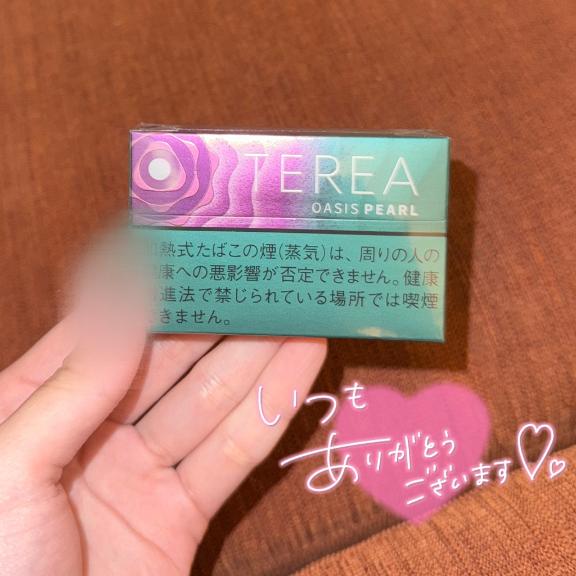 TEREA
OASIS PEARL
熱式たばこの煙(蒸気)は、周りの人の
康への悪影響が否定できません。健康
進法で禁じられている場所では喫煙
きません。
いつも
ありがとう
ございます♡♡